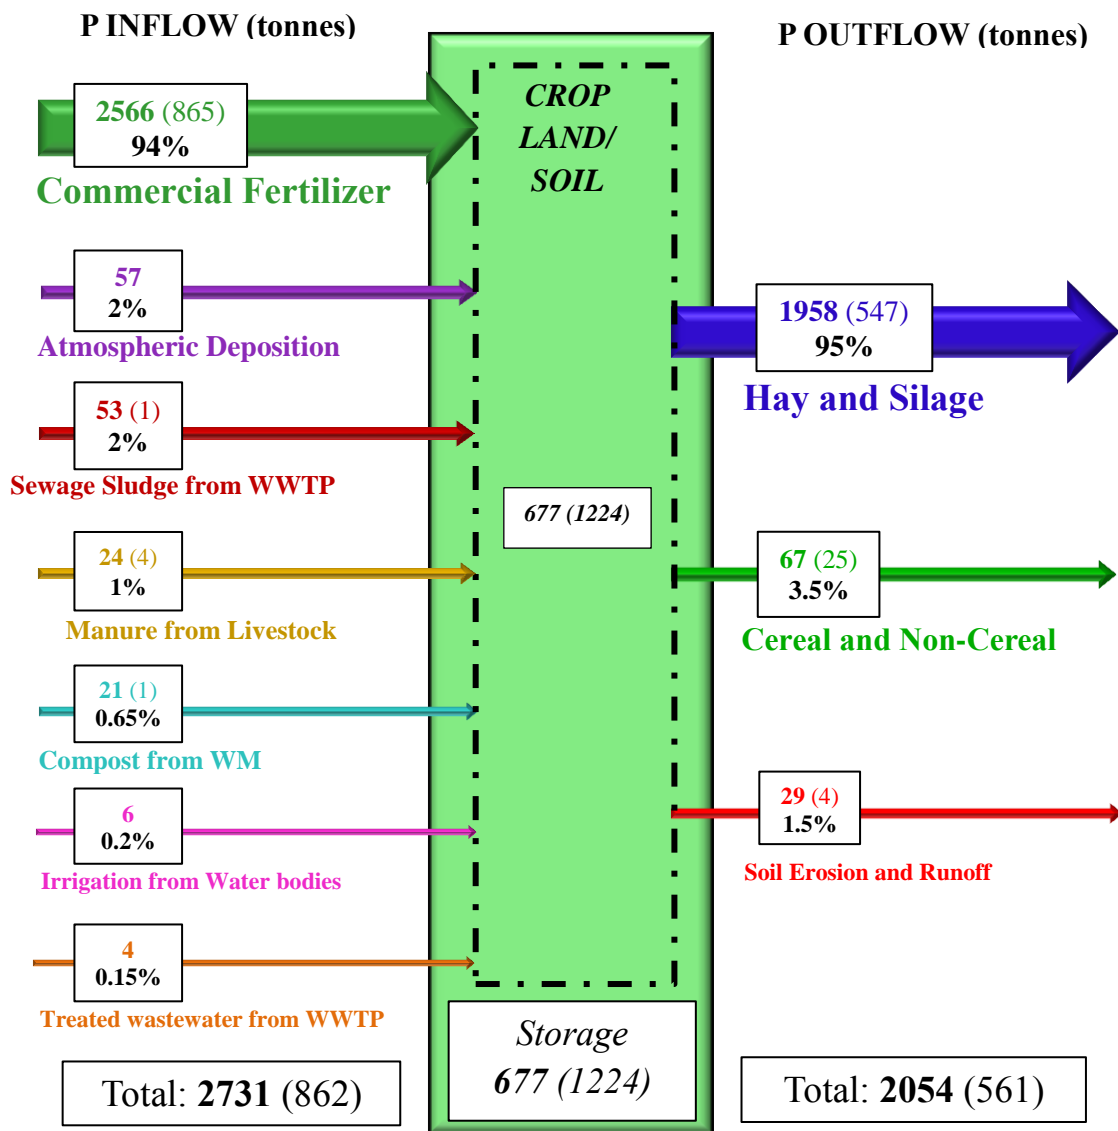 P INFLOW (tonnes)
2566 (865)
94%
Commercial Fertilizer
57
2%
Atmospheric Deposition
53 (1)
2%
Sewage Sludge from WWTP
24 (4)
1%
Manure from Livestock
21 (1)
0.65%
Compost from WM
6
0.2%
Irrigation from Water bodies
4
0.15%
Treated wastewater from WWTP
Total: 2731 (862)
CROP
LAND/
SOIL
677 (1224)
Storage
677 (1224)
P OUTFLOW (tonnes)
1958 (547)
95%
Hay and Silage
67 (25)
3.5%
Cereal and Non-Cereal
29 (4)
1.5%
Soil Erosion and Runoff
Total: 2054 (561)